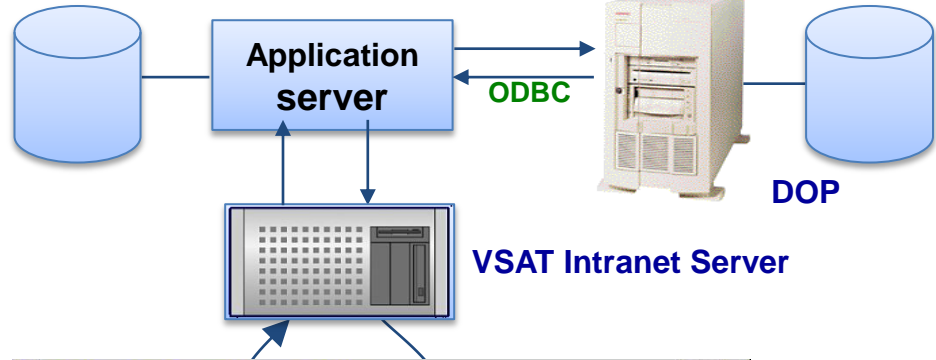 Application
server
ODBC
DOP
VSAT Intranet Server